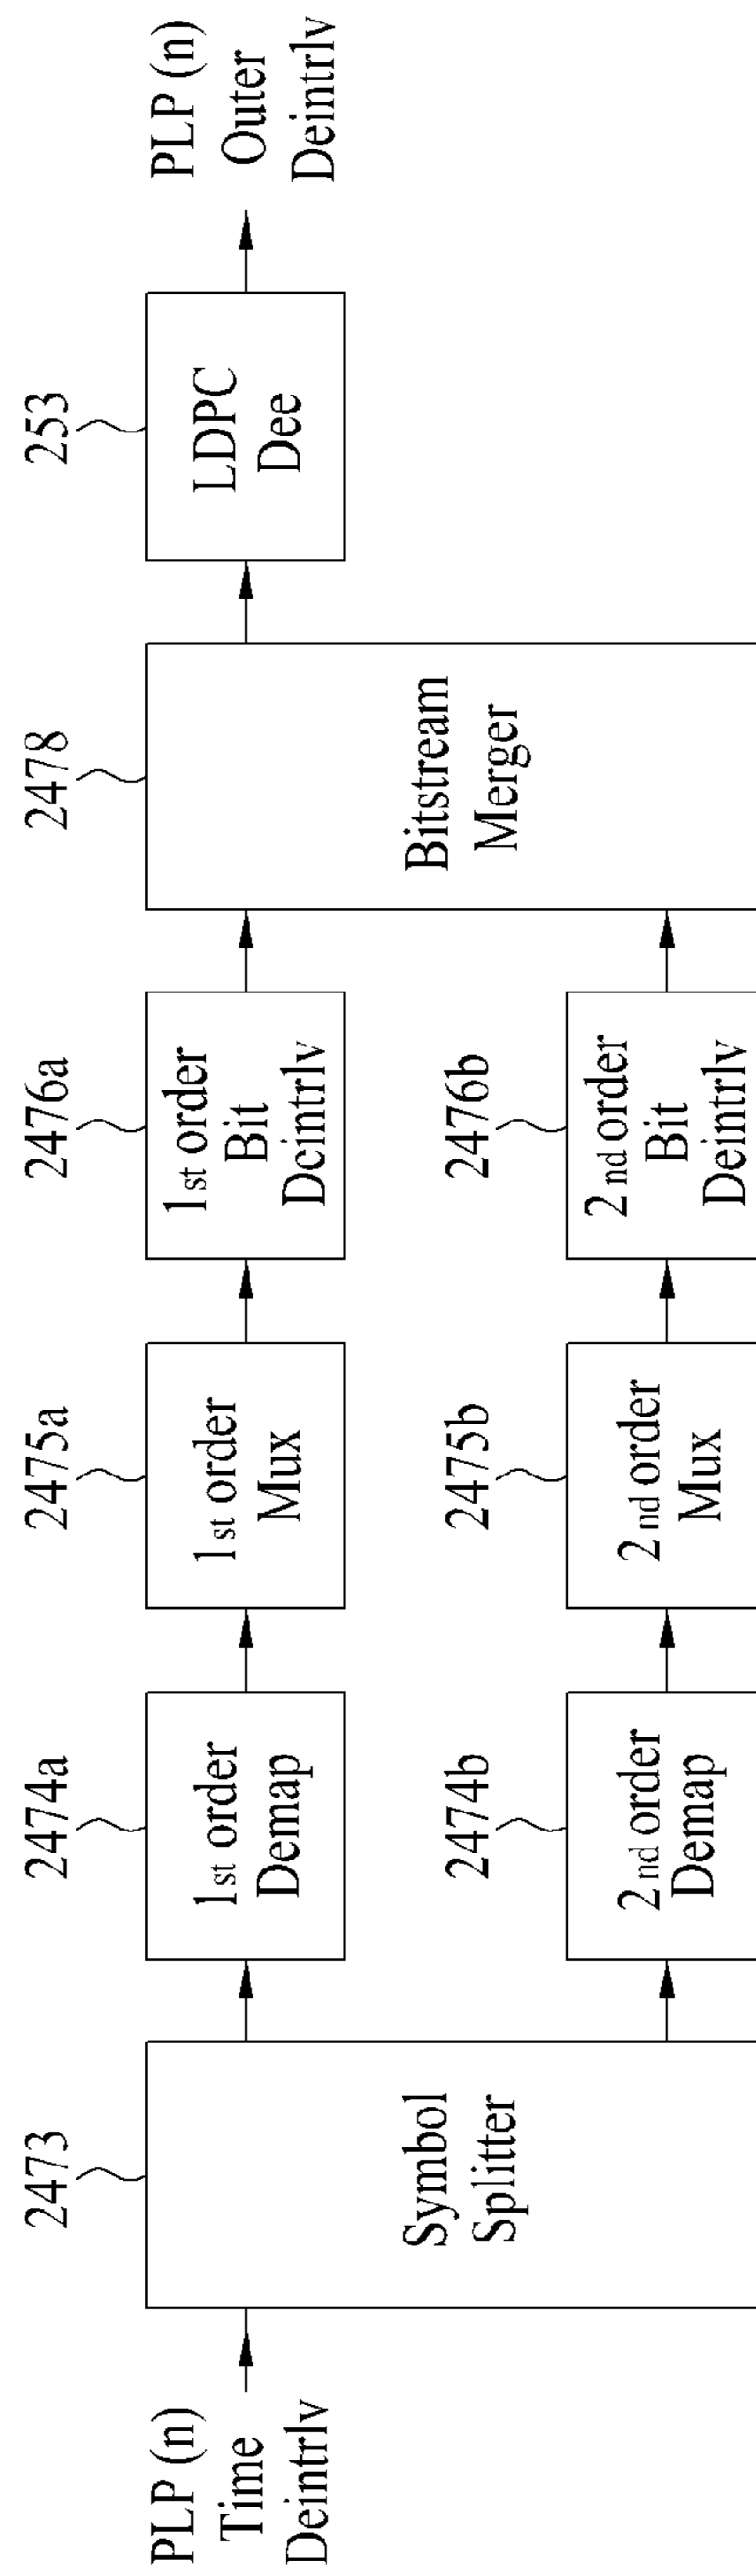 PLP (n)
Time
Deintrlv
2473
Symbol
Splitter
2474a
1st order
Demap
2475a
1st order
Mux
2476a
1st order
Bit
Dcintrlv
2474b
2nd order
Demap
2475b
2nd order
Mux
2476b
2nd order
Bit
Deintrlv
2478
Bitstream
Merger
253
LDPC
Dee
PLP (n)
Outer
Deintrlv